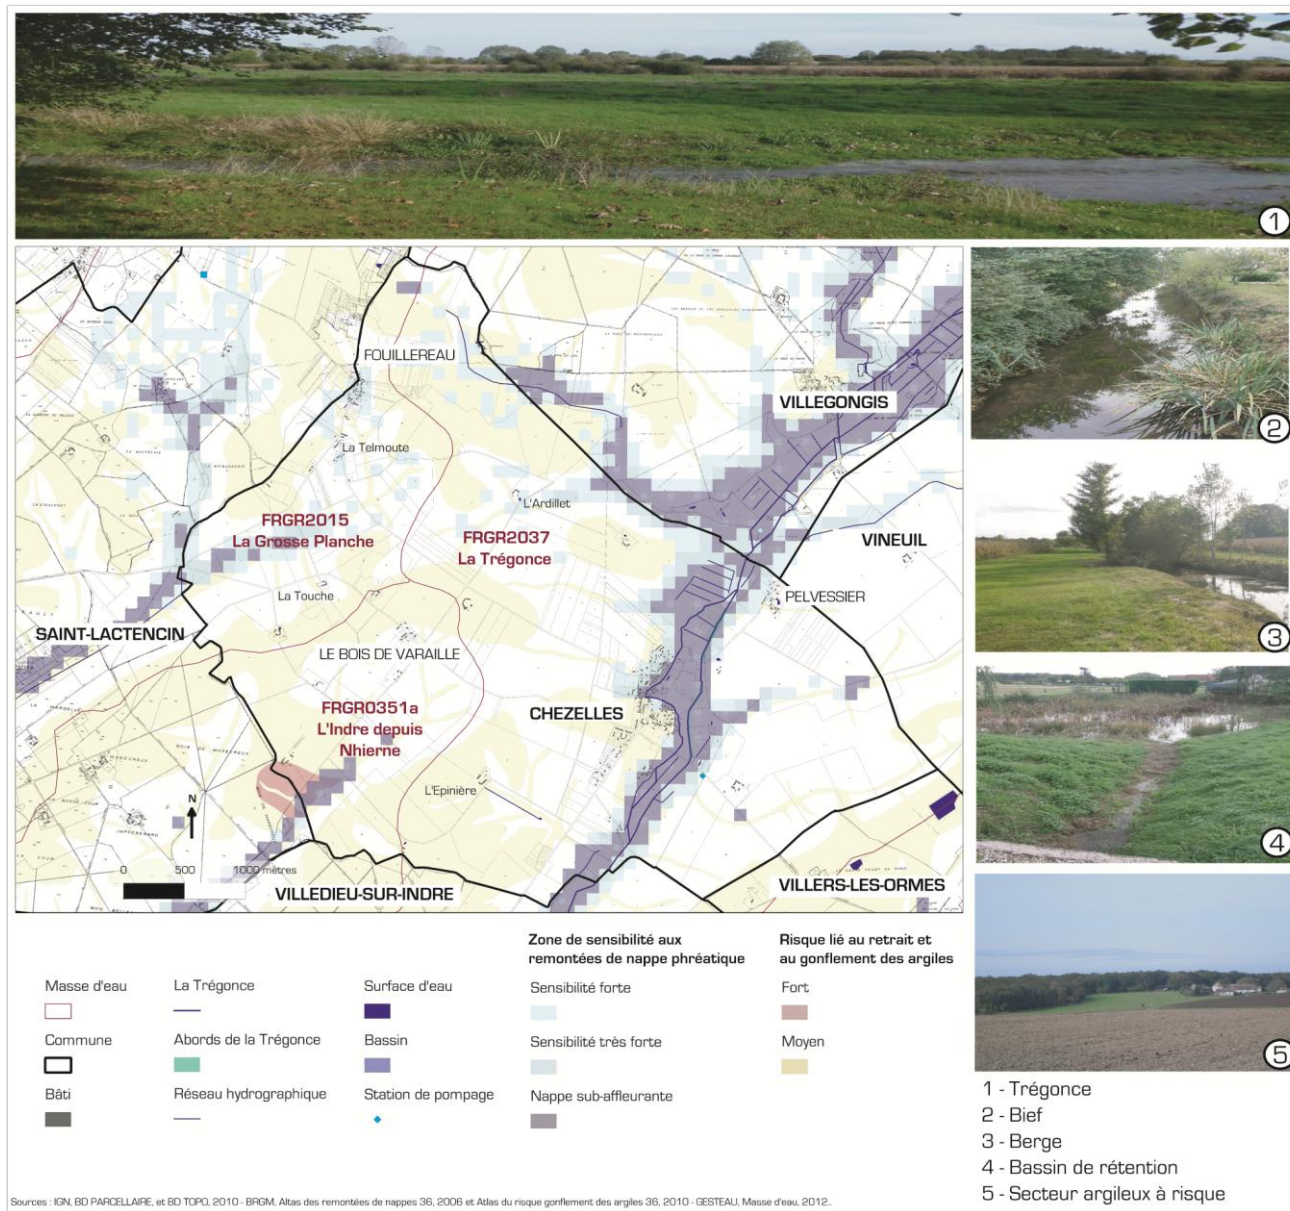 1
FOUILLEREAU
VILLEGONGIS
2
La Telmoute
L'Ardillet
FRGR2015
La Grosse Planche
FRGR2037
La Trégonce
VINEUIL
La Touche
PELVESSIER
SAINT-LACTENCIN
LE BOIS DE VARAILLE
3
FRGR0351a
L'Indre depuis
Nhierne
CHEZELLES
L'Epinière
N
0 500 1000 mètres
VILLEDIEU-SUR-INDRE
VILLERS-LES-ORMES
4
Zone de sensibilité aux
remontées de nappe phréatique
Risque lié au retrait et
au gonflement des argiles
Masse d'eau
La Trégonce
Surface d'eau
Sensibilité forte
Fort
Commune
Abords de la Trégonce
Bassin
Sensibilité très forte
Moyen
Bâti
Réseau hydrographique
Station de pompage
Nappe sub-affleurante
5
1 - Trégonce
2 - Bief
3 - Berge
4 - Bassin de rétention
5 - Secteur argileux à risque
Sources : IGN, BD PARCELLAIRE, et BD TOPO, 2010 - BRGM, Altas des remontées de nappes 36, 2006 et Atlas du risque gonflement des argiles 36, 2010 - GESTEAU, Masse d'eau, 2012..